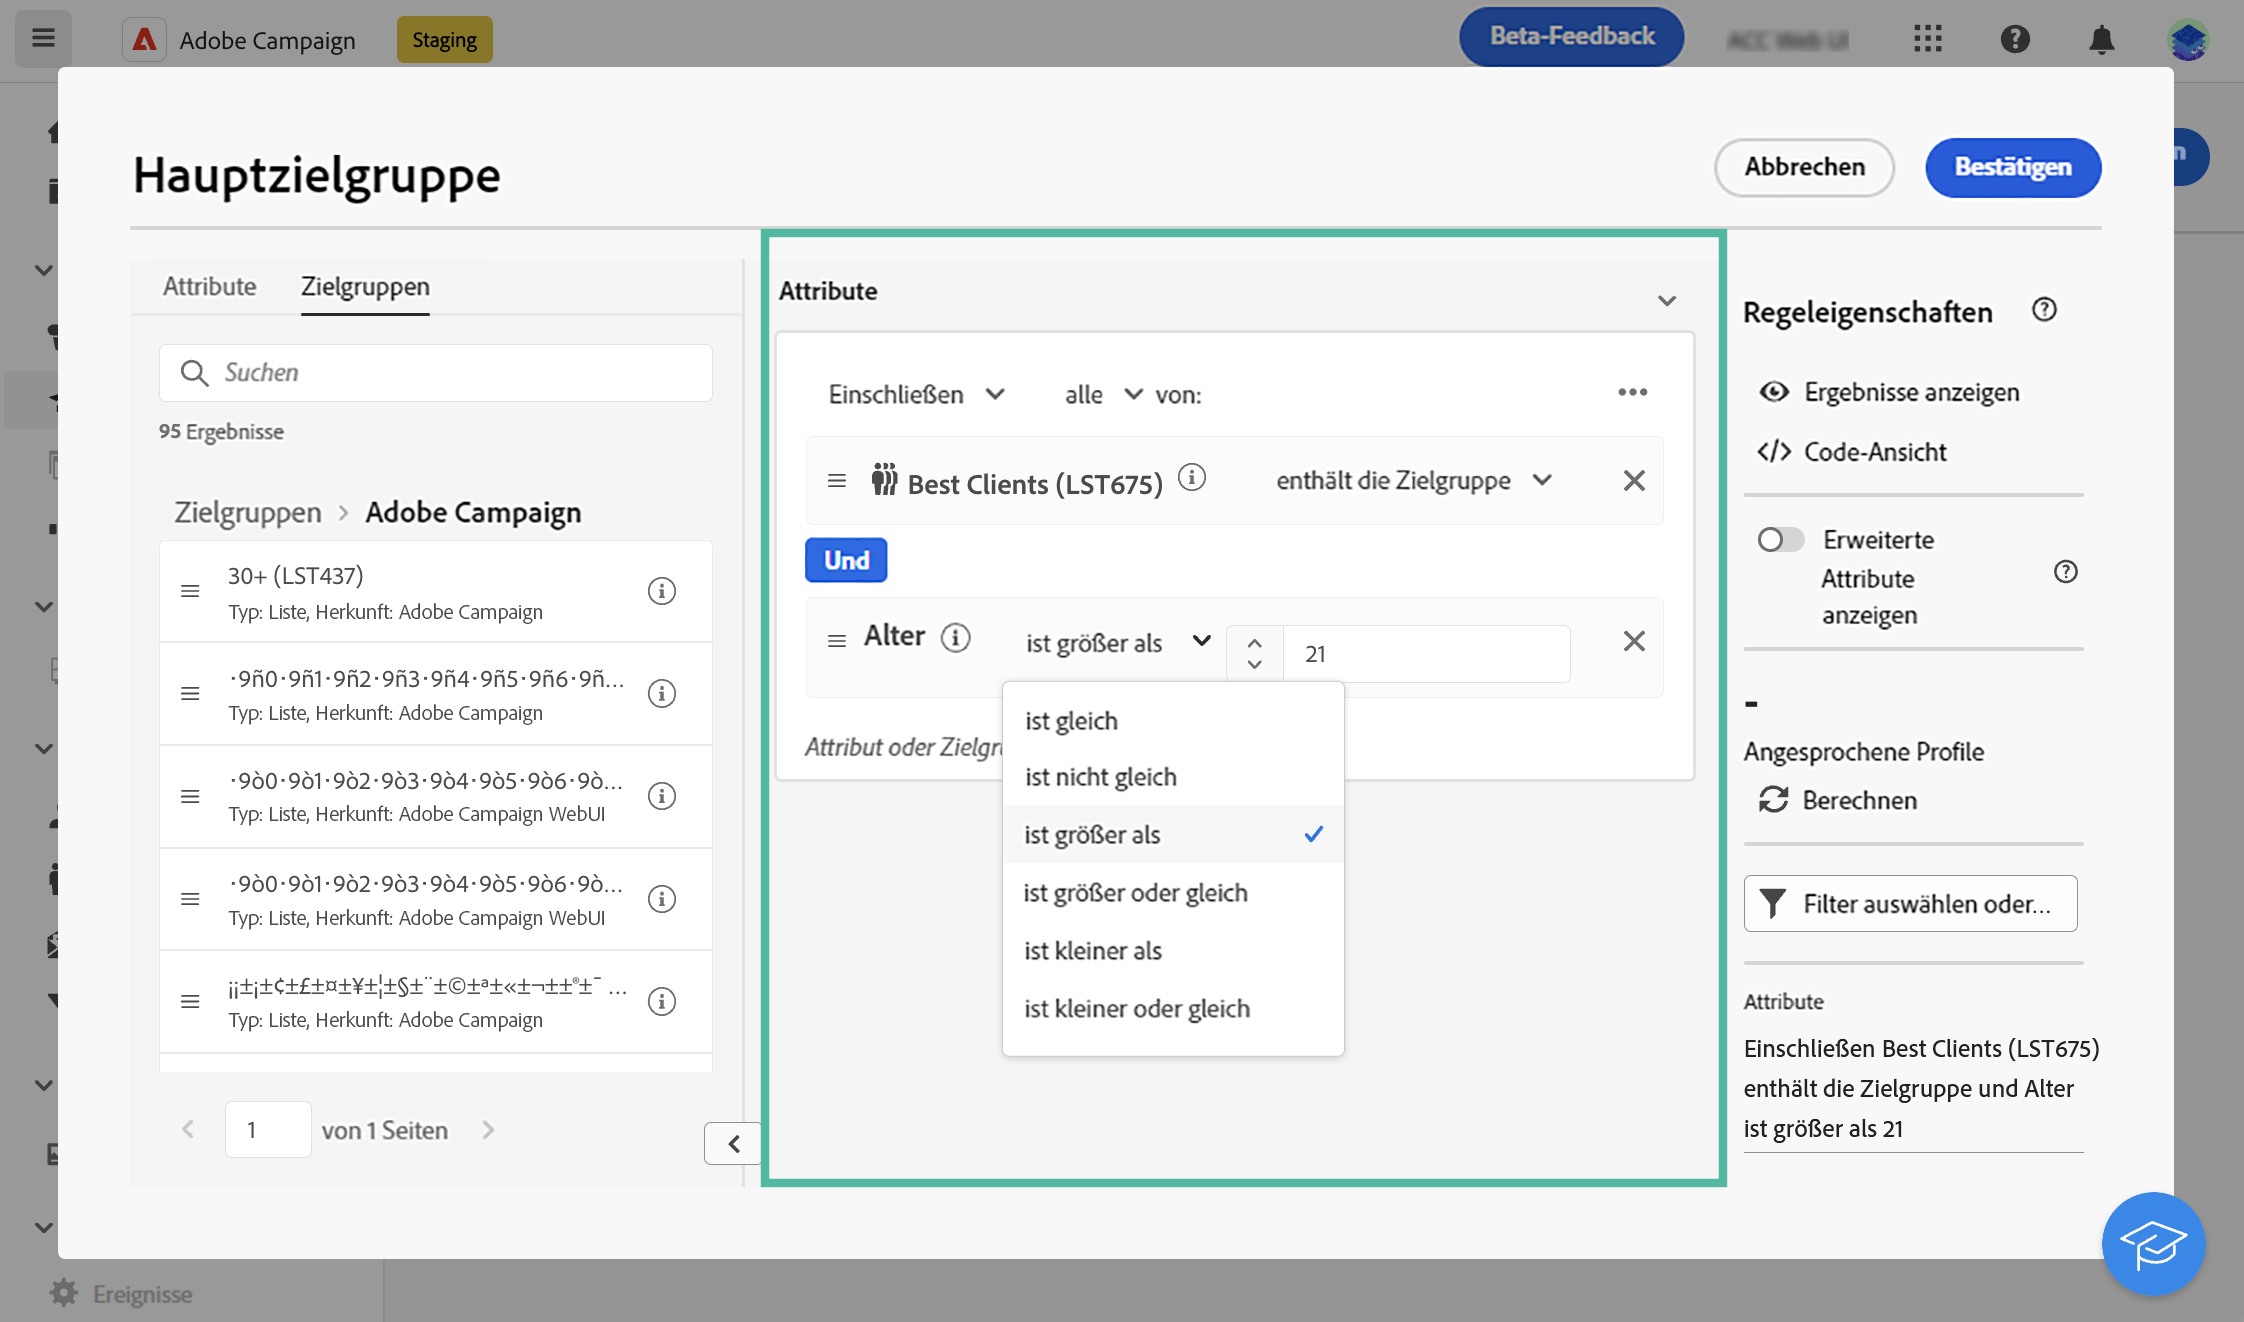 Adobe Campaign
Staging
Beta-Feedback
Hauptzielgruppe
Abbrechen
Bestätigen
n
Attribute
Zielgruppen
Suchen
95 Ergebnisse
Zielgruppen > Adobe Campaign
30+ (LST437)
Typ: Liste, Herkunft: Adobe Campaign
·9ñ0·9ñ1·9ñ2·9ñ3·9ñ4·9ñ5·9ñ6·9ñ...
Typ: Liste, Herkunft: Adobe Campaign
·9ò0·9ò1·9ò2·9ò3·9ò4·9ò5·9ò6·9ò...
Typ: Liste, Herkunft: Adobe Campaign WebUI
·9ò0·9ò1·9ò2·9ò3·9ò4·9ò5·9ò6·9ò...
Typ: Liste, Herkunft: Adobe Campaign WebUI
¡¡±¡±¢±£±¤±¥±¦±§±¨±©±ª±«±¬±±®±¯ ...
Typ: Liste, Herkunft: Adobe Campaign
1 von 1 Seiten
Attribute
Einschließen alle von:
Best Clients (LST675) enthält die Zielgruppe
Und
Alter ist größer als 21
Attribut oder Zielgr
ist gleich
ist nicht gleich
ist größer als
ist größer oder gleich
ist kleiner als
ist kleiner oder gleich
Regeleigenschaften
Ergebnisse anzeigen
Code-Ansicht
Erweiterte
Attribute
anzeigen
-
Angesprochene Profile
Berechnen
Filter auswählen oder...
Attribute
Einschließen Best Clients (LST675)
enthält die Zielgruppe und Alter
ist größer als 21
Ereignisse